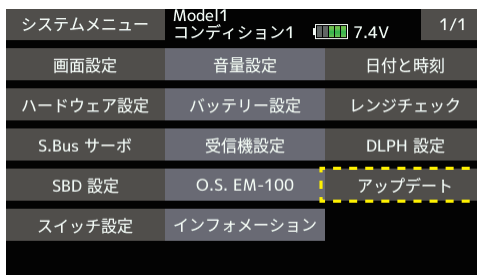 システムメニュー
Model1
コンディション1
7.4V
1/1
画面設定
音量設定
日付と時刻
ハードウェア設定
バッテリー設定
レンジチェック
S.Bus サーボ
受信機設定
DLPH 設定
SBD 設定
O.S. EM-100
アップデート
スイッチ設定
インフォメーション